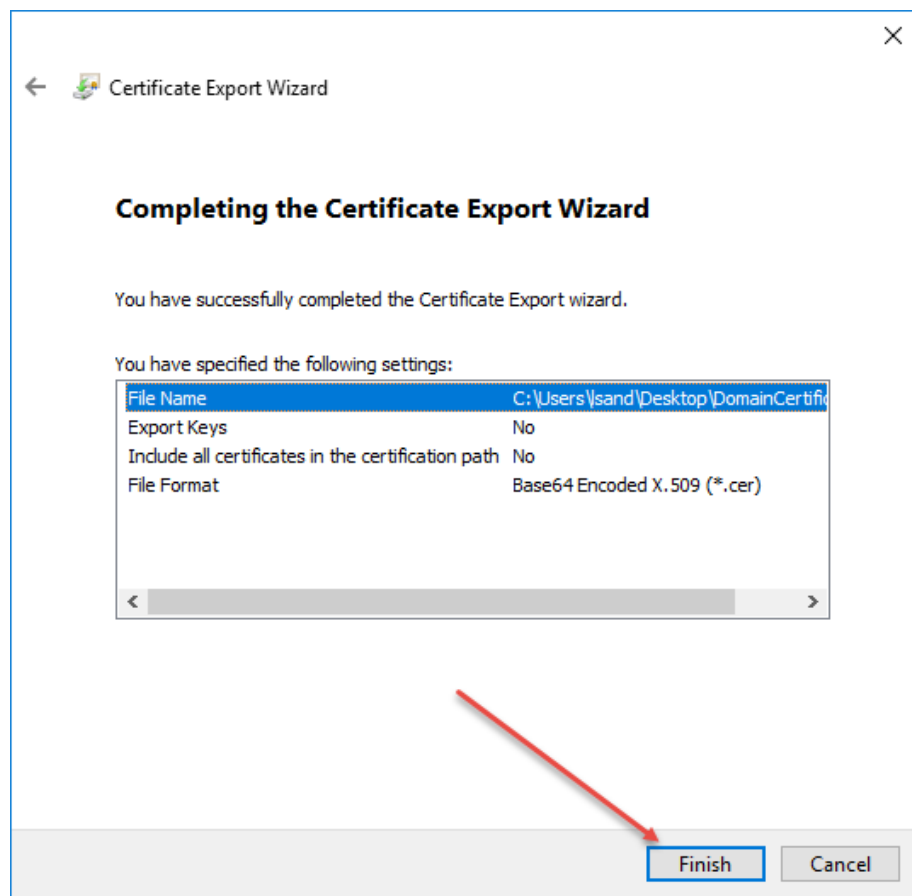 Certificate Export Wizard
Completing the Certificate Export Wizard
You have successfully completed the Certificate Export wizard.
You have specified the following settings:
File Name C:\Users\lsand\Desktop\DomainCertific
Export Keys No
Include all certificates in the certification path No
File Format Base64 Encoded X.509 (*.cer)
Finish Cancel